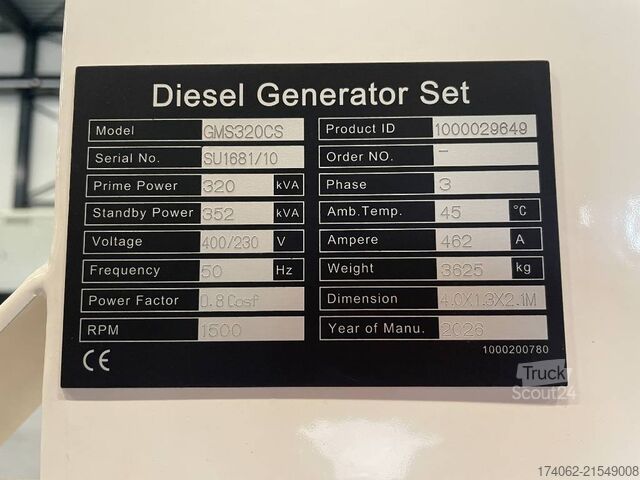 Diesel Generator Set
Model GMS320CS Product ID 1000029649
Serial No. SU1681/10 Order NO. -
Prime Power 320 kVA Phase 3
Standby Power 352 kVA Amb.Temp. 45 °C
Voltage 400/230 V Ampere 462 A
Frequency 50 Hz Weight 3625 kg
Power Factor 0.8 Cosf Dimension 4.0X1.3X2.1M
RPM 1500 Year of Manu. 2026
CE 1000200780
Truck
Scout24
174062-21549008